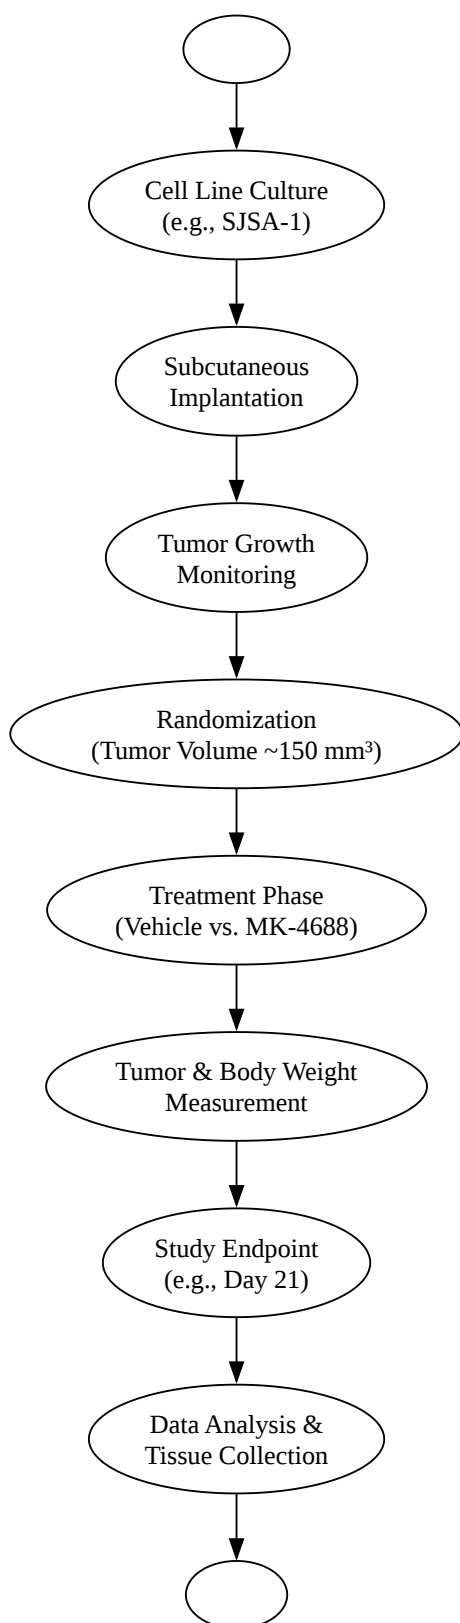 Cell Line Culture
(e.g., SJSA-1)
Subcutaneous
Implantation
Tumor Growth
Monitoring
Randomization
(Tumor Volume ~150 mm³)
Treatment Phase
(Vehicle vs. MK-4688)
Tumor & Body Weight
Measurement
Study Endpoint
(e.g., Day 21)
Data Analysis &
Tissue Collection